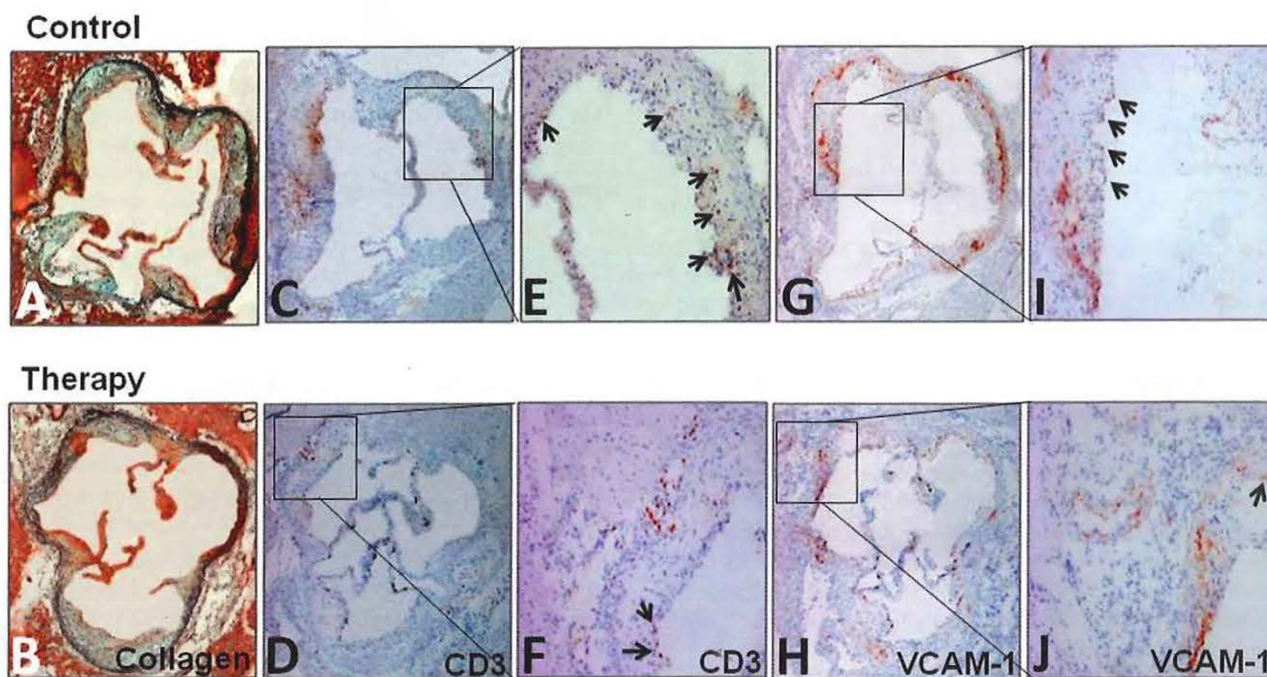 Control
A
C
E
G
I
Therapy
B Collagen
D CD3
F CD3
H VCAM-1
J VCAM-1